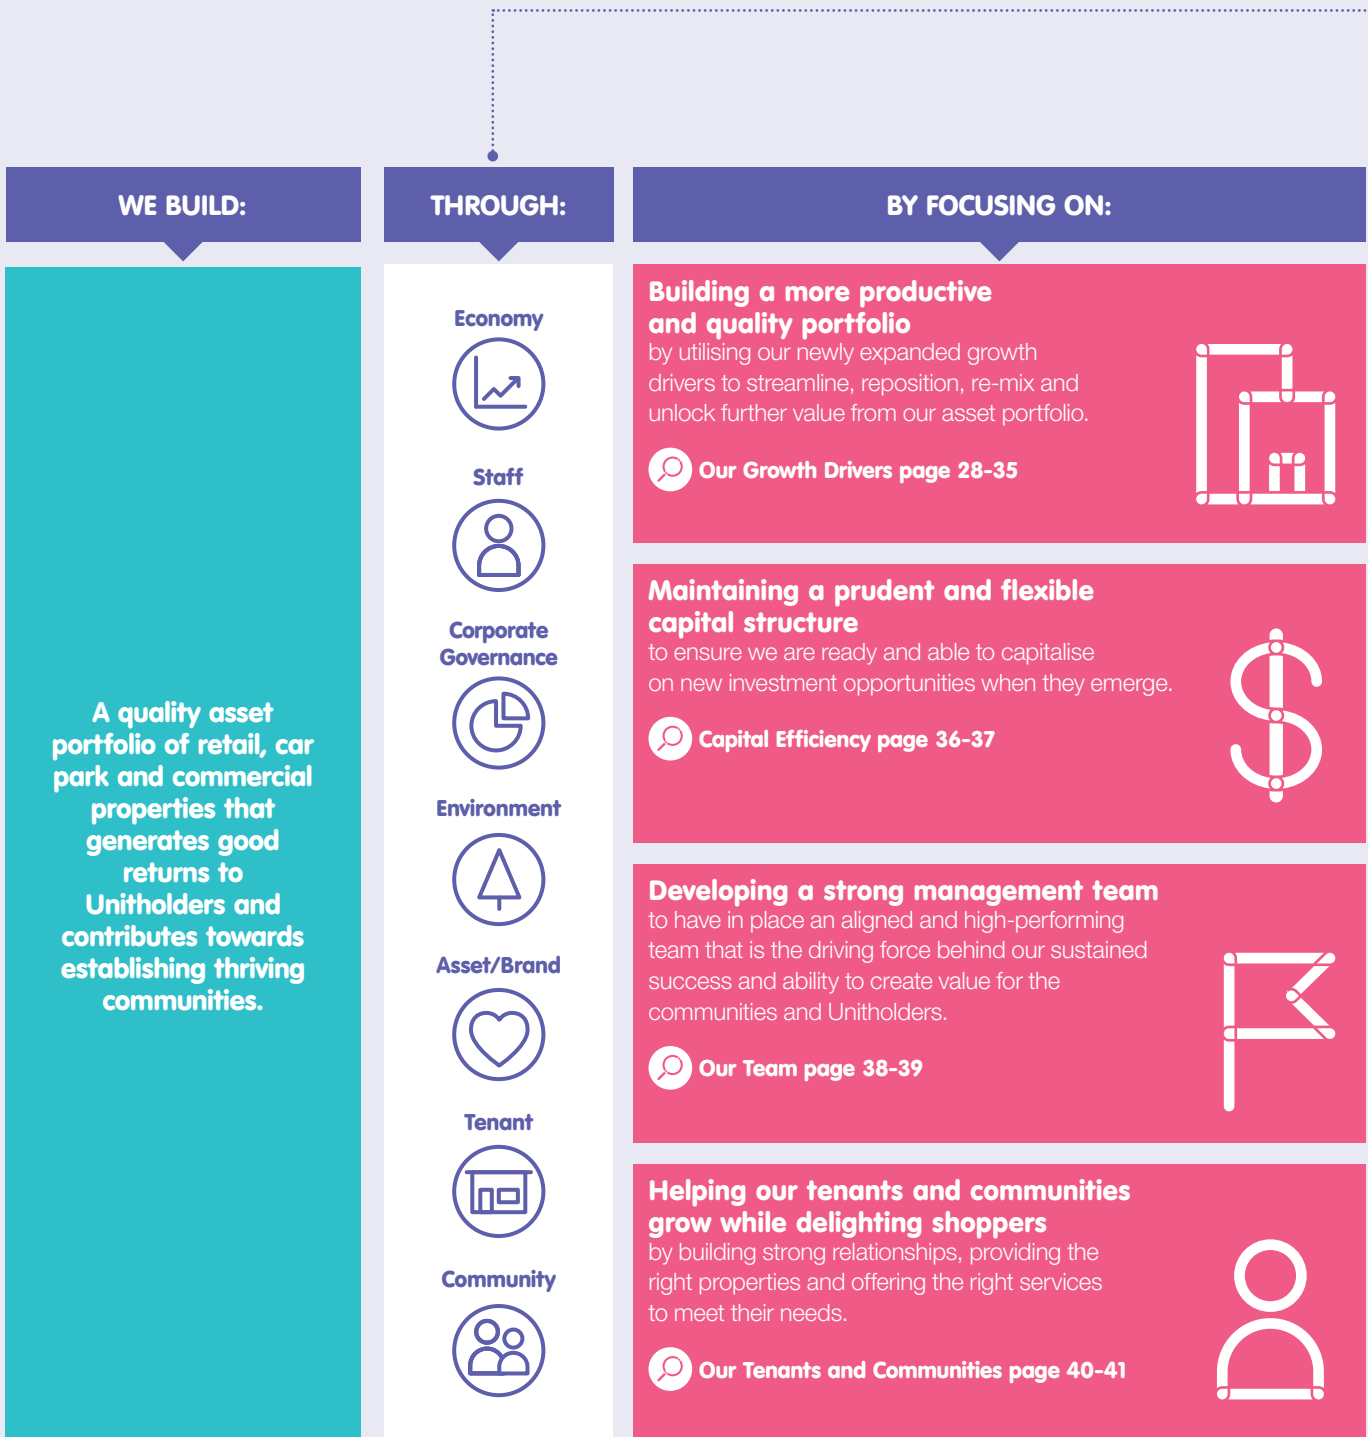 WE BUILD:
A quality asset
portfolio of retail, car
park and commercial
properties that
generates good
returns to
Unitholders and
contributes towards
establishing thriving
communities.
THROUGH:
Economy
Staff
Corporate
Governance
Environment
Asset/Brand
Tenant
Community
BY FOCUSING ON:
Building a more productive
and quality portfolio
by utilising our newly expanded growth
drivers to streamline, reposition, re-mix and
unlock further value from our asset portfolio.
Our Growth Drivers page 28-35
Maintaining a prudent and flexible
capital structure
to ensure we are ready and able to capitalise
on new investment opportunities when they emerge.
Capital Efficiency page 36-37
Developing a strong management team
to have in place an aligned and high-performing
team that is the driving force behind our sustained
success and ability to create value for the
communities and Unitholders.
Our Team page 38-39
Helping our tenants and communities
grow while delighting shoppers
by building strong relationships, providing the
right properties and offering the right services
to meet their needs.
Our Tenants and Communities page 40-41